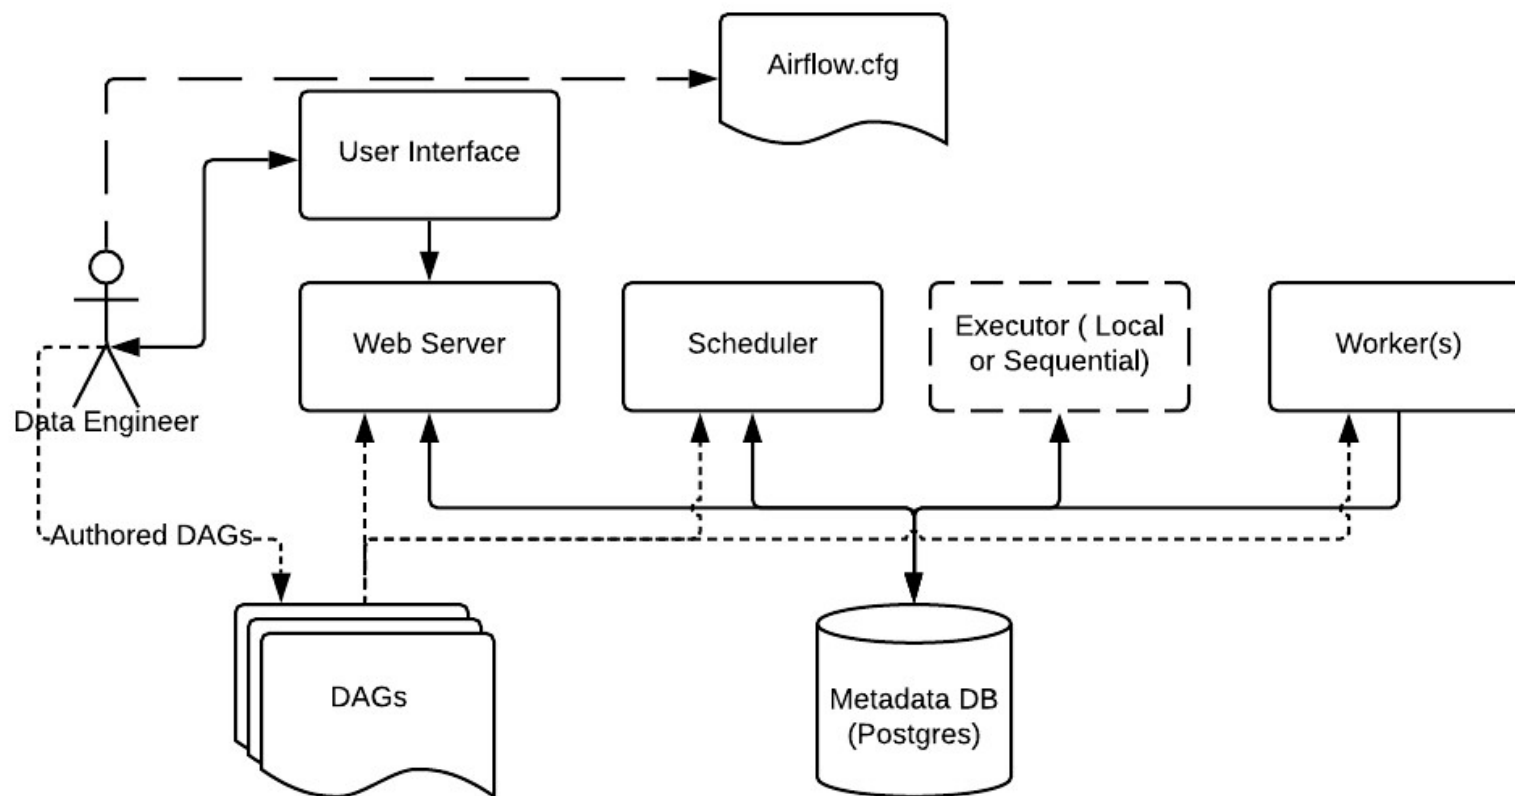 Airflow.cfg
User Interface
Web Server
Scheduler
Executor ( Local
or Sequential)
Worker(s)
Data Engineer
Authored DAGs
DAGs
Metadata DB
(Postgres)